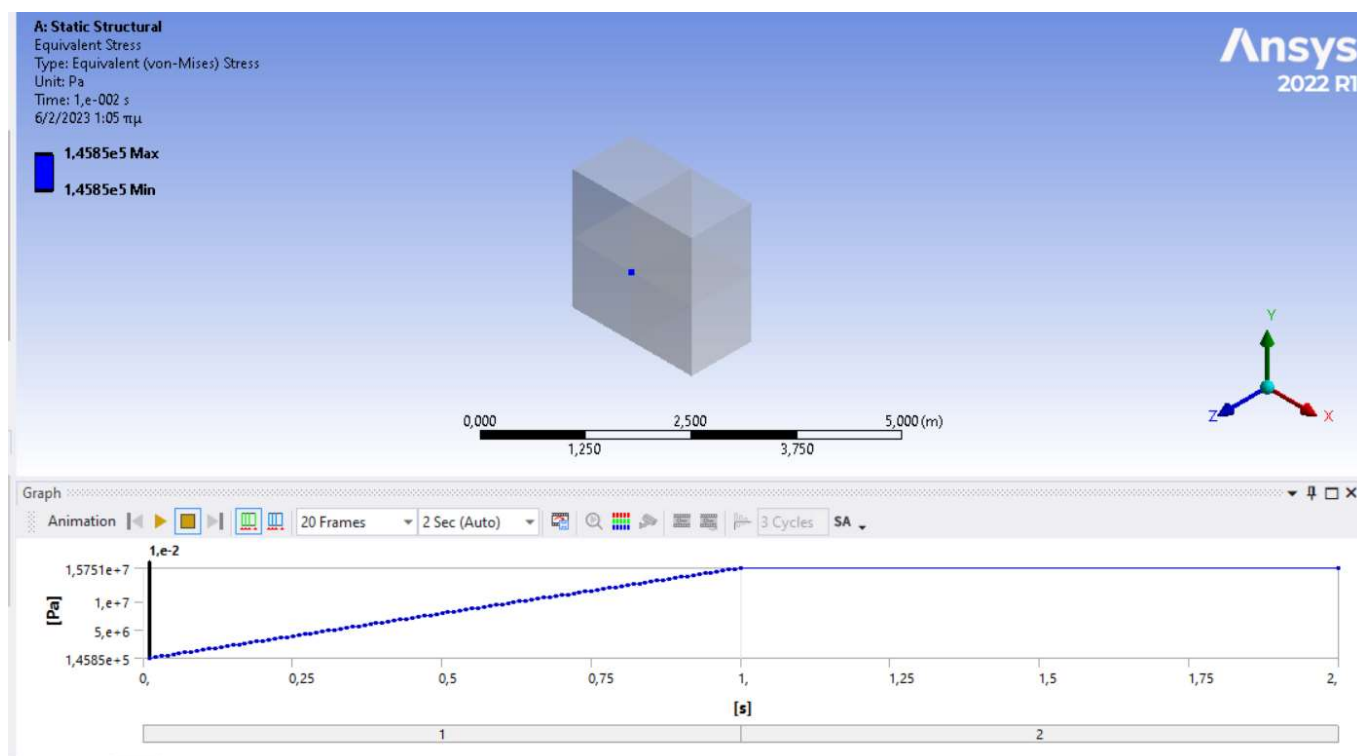 A: Static Structural
Equivalent Stress
Type: Equivalent (von-Mises) Stress
Unit: Pa
Time: 1,e-002 s
6/2/2023 1:05 πμ
1,4585e5 Max
1,4585e5 Min
Ansys
2022 R1
Y
Z
X
0,000 2,500 5,000 (m)
1,250 3,750
Graph
Animation 20 Frames 2 Sec (Auto) 3 Cycles SA
1,e-2
1,5751e+7
1,e+7
5,e+6
1,4585e+5
[Pa]
0, 0,25 0,5 0,75 1, 1,25 1,5 1,75 2,
[s]
1 2